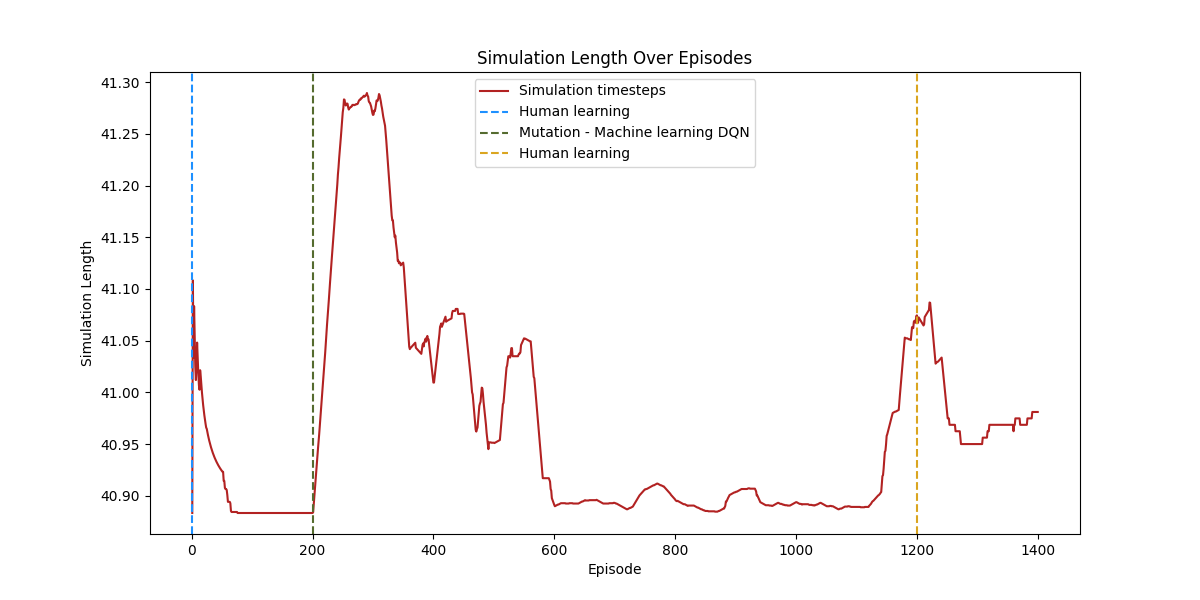 Simulation Length Over Episodes
Simulation timesteps
Human learning
Mutation - Machine learning DQN
Human learning
Simulation Length
41.30
41.25
41.20
41.15
41.10
41.05
41.00
40.95
40.90
0 200 400 600 800 1000 1200 1400
Episode